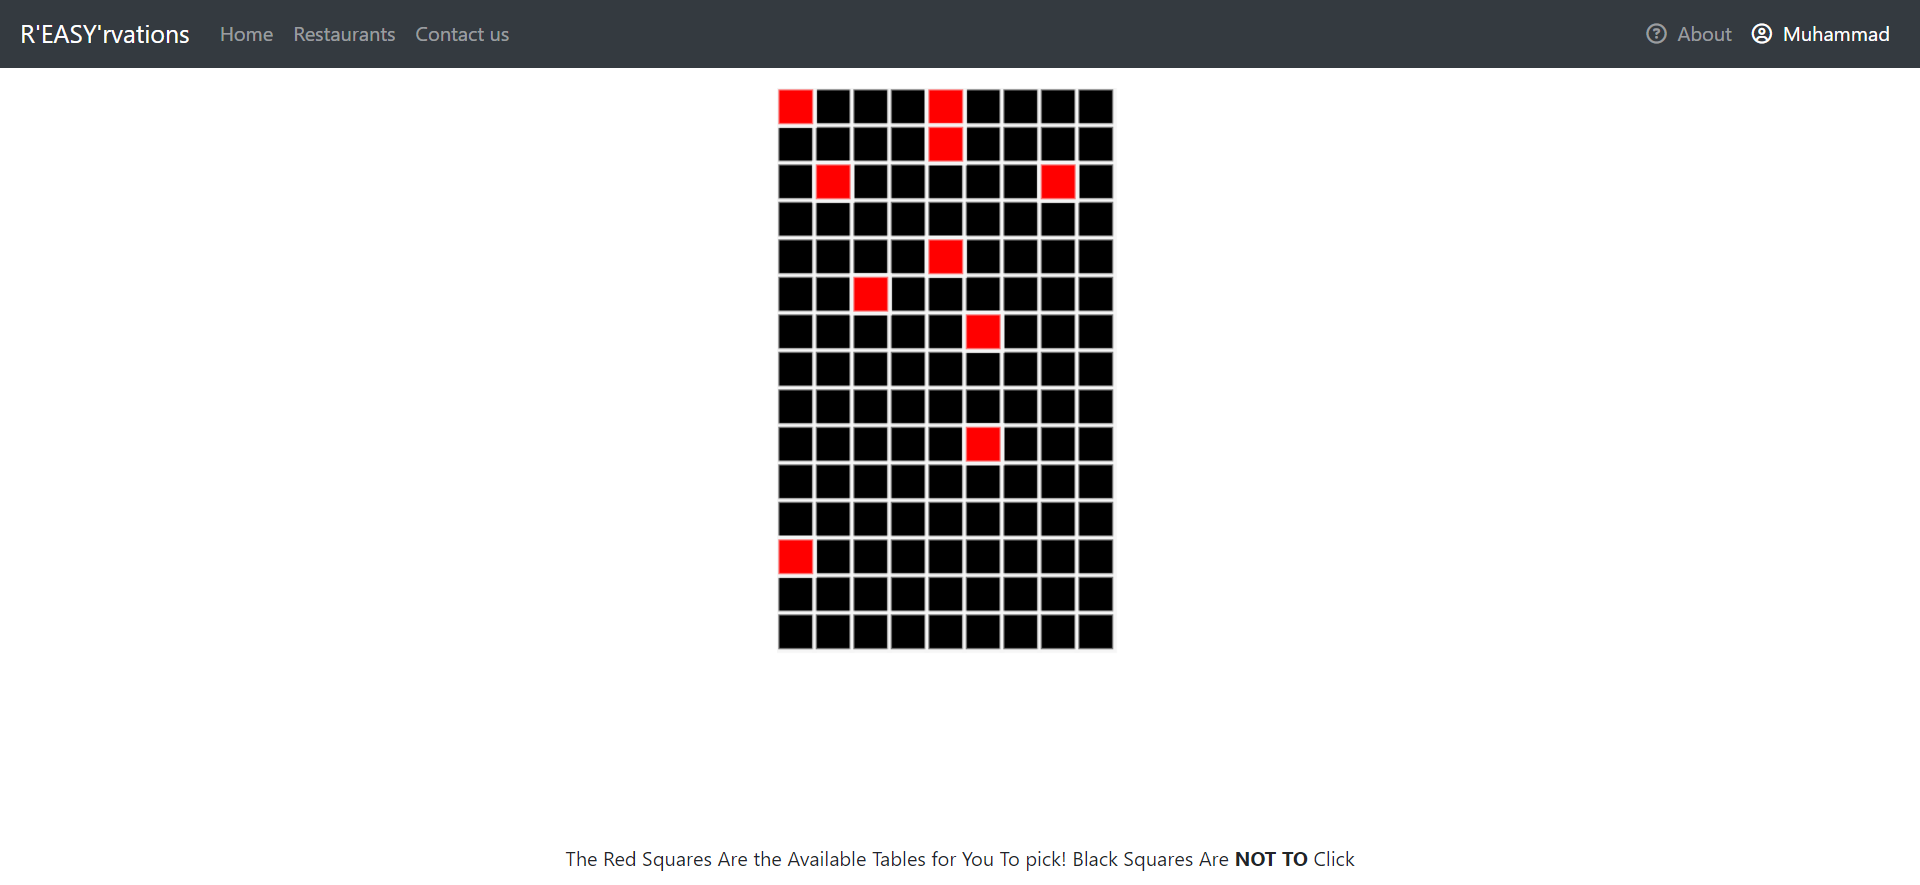 R'EASY'rvations Home Restaurants Contact us About Muhammad
The Red Squares Are the Available Tables for You To pick! Black Squares Are NOT TO Click